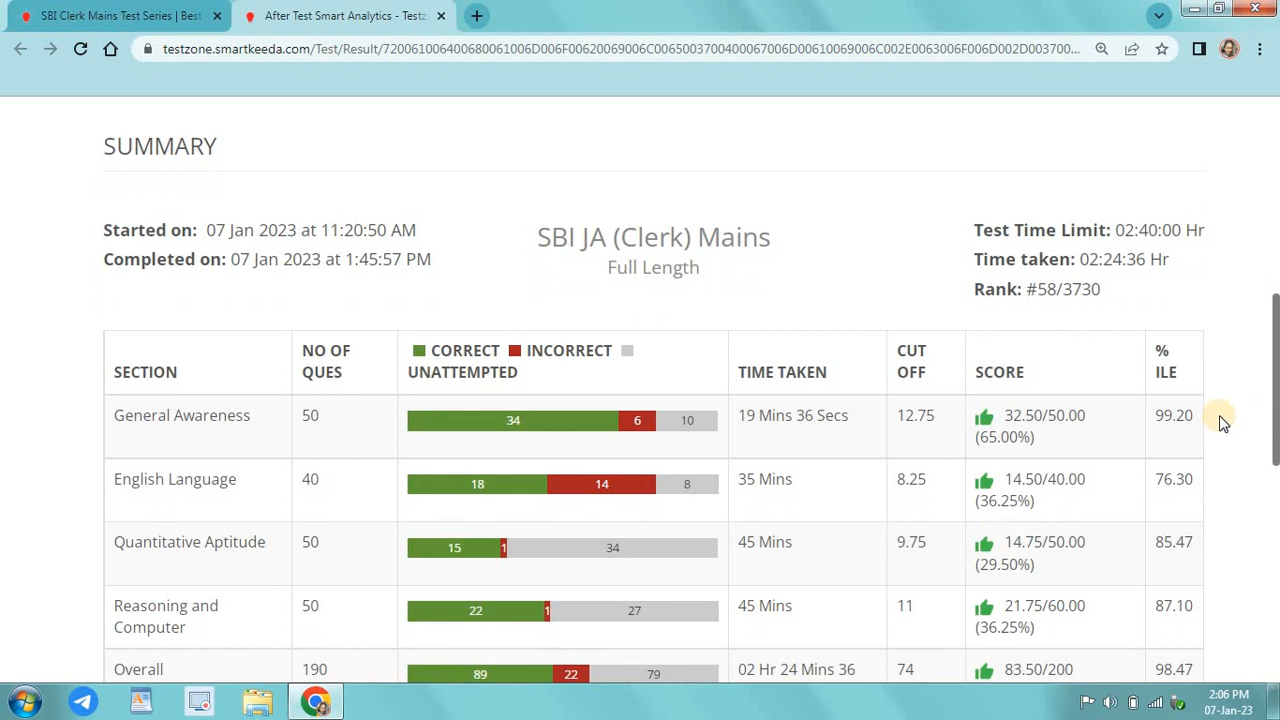 SBI Clerk Mains Test Series | Best
After Test Smart Analytics - Testz
testzone.smartkeeda.com/Test/Result/7200610064006800610006D006F00620069006C0065003700400067006D00610069006C002E0063006F006D002D003700...
SUMMARY
Started on: 07 Jan 2023 at 11:20:50 AM
Completed on: 07 Jan 2023 at 1:45:57 PM
SBI JA (Clerk) Mains
Full Length
Test Time Limit: 02:40:00 Hr
Time taken: 02:24:36 Hr
Rank: #58/3730
SECTION NO OF QUES CORRECT INCORRECT UNATTEMPTED TIME TAKEN CUT OFF SCORE % ILE
General Awareness 50 34 6 10 19 Mins 36 Secs 12.75 32.50/50.00 99.20
(65.00%)
English Language 40 18 14 8 35 Mins 8.25 14.50/40.00 76.30
(36.25%)
Quantitative Aptitude 50 15 1 34 45 Mins 9.75 14.75/50.00 85.47
(29.50%)
Reasoning and 50 22 1 27 45 Mins 11 21.75/60.00 87.10
Computer (36.25%)
Overall 190 89 22 79 02 Hr 24 Mins 36 74 83.50/200 98.47
2:06 PM
07-Jan-23